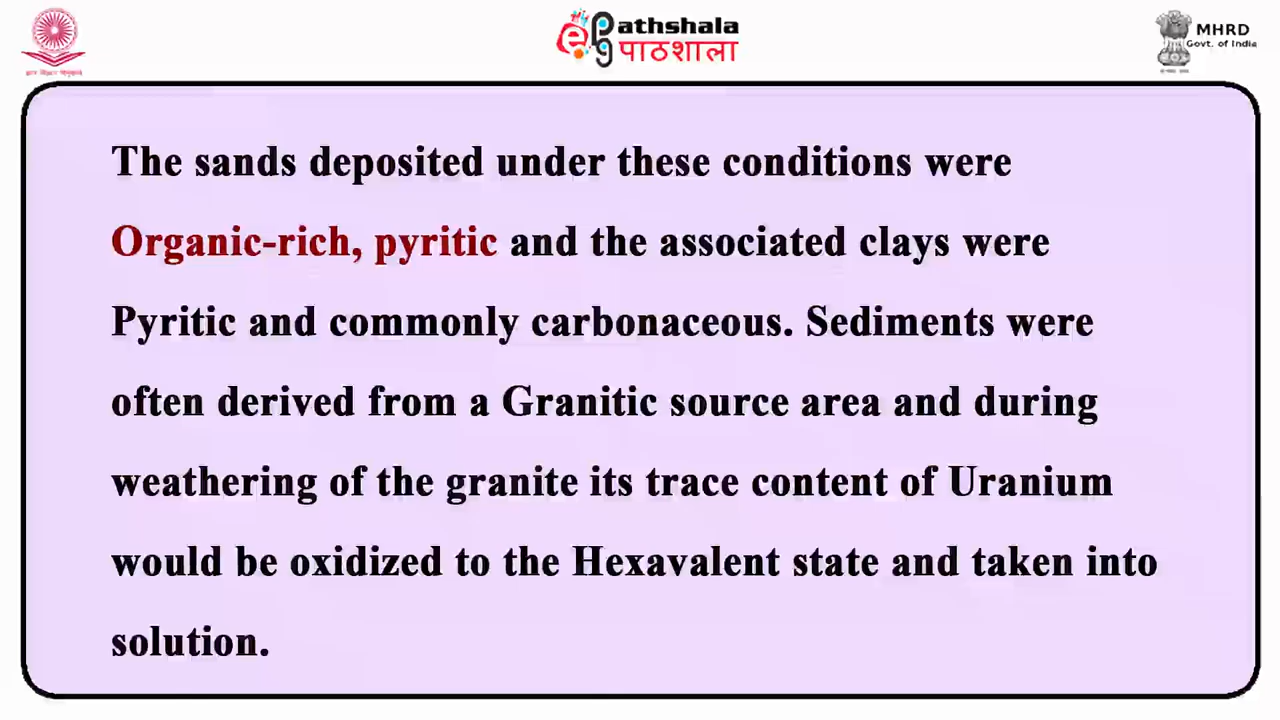 ePathshala
पाठशाला
MHRD
Govt. of India
The sands deposited under these conditions were
Organic-rich, pyritic and the associated clays were
Pyritic and commonly carbonaceous. Sediments were
often derived from a Granitic source area and during
weathering of the granite its trace content of Uranium
would be oxidized to the Hexavalent state and taken into
solution.